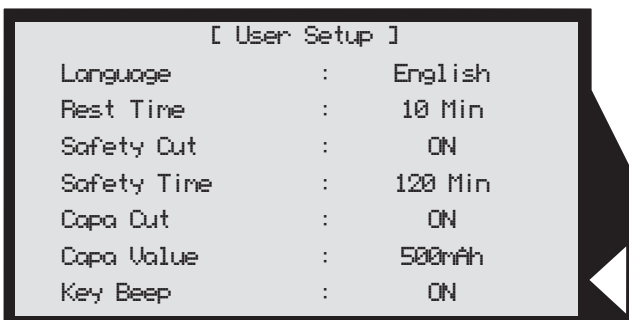 [ User Setup ]
Language : English
Rest Time : 10 Min
Safety Cut : ON
Safety Time : 120 Min
Capa Cut : ON
Capa Value : 500mAh
Key Beep : ON